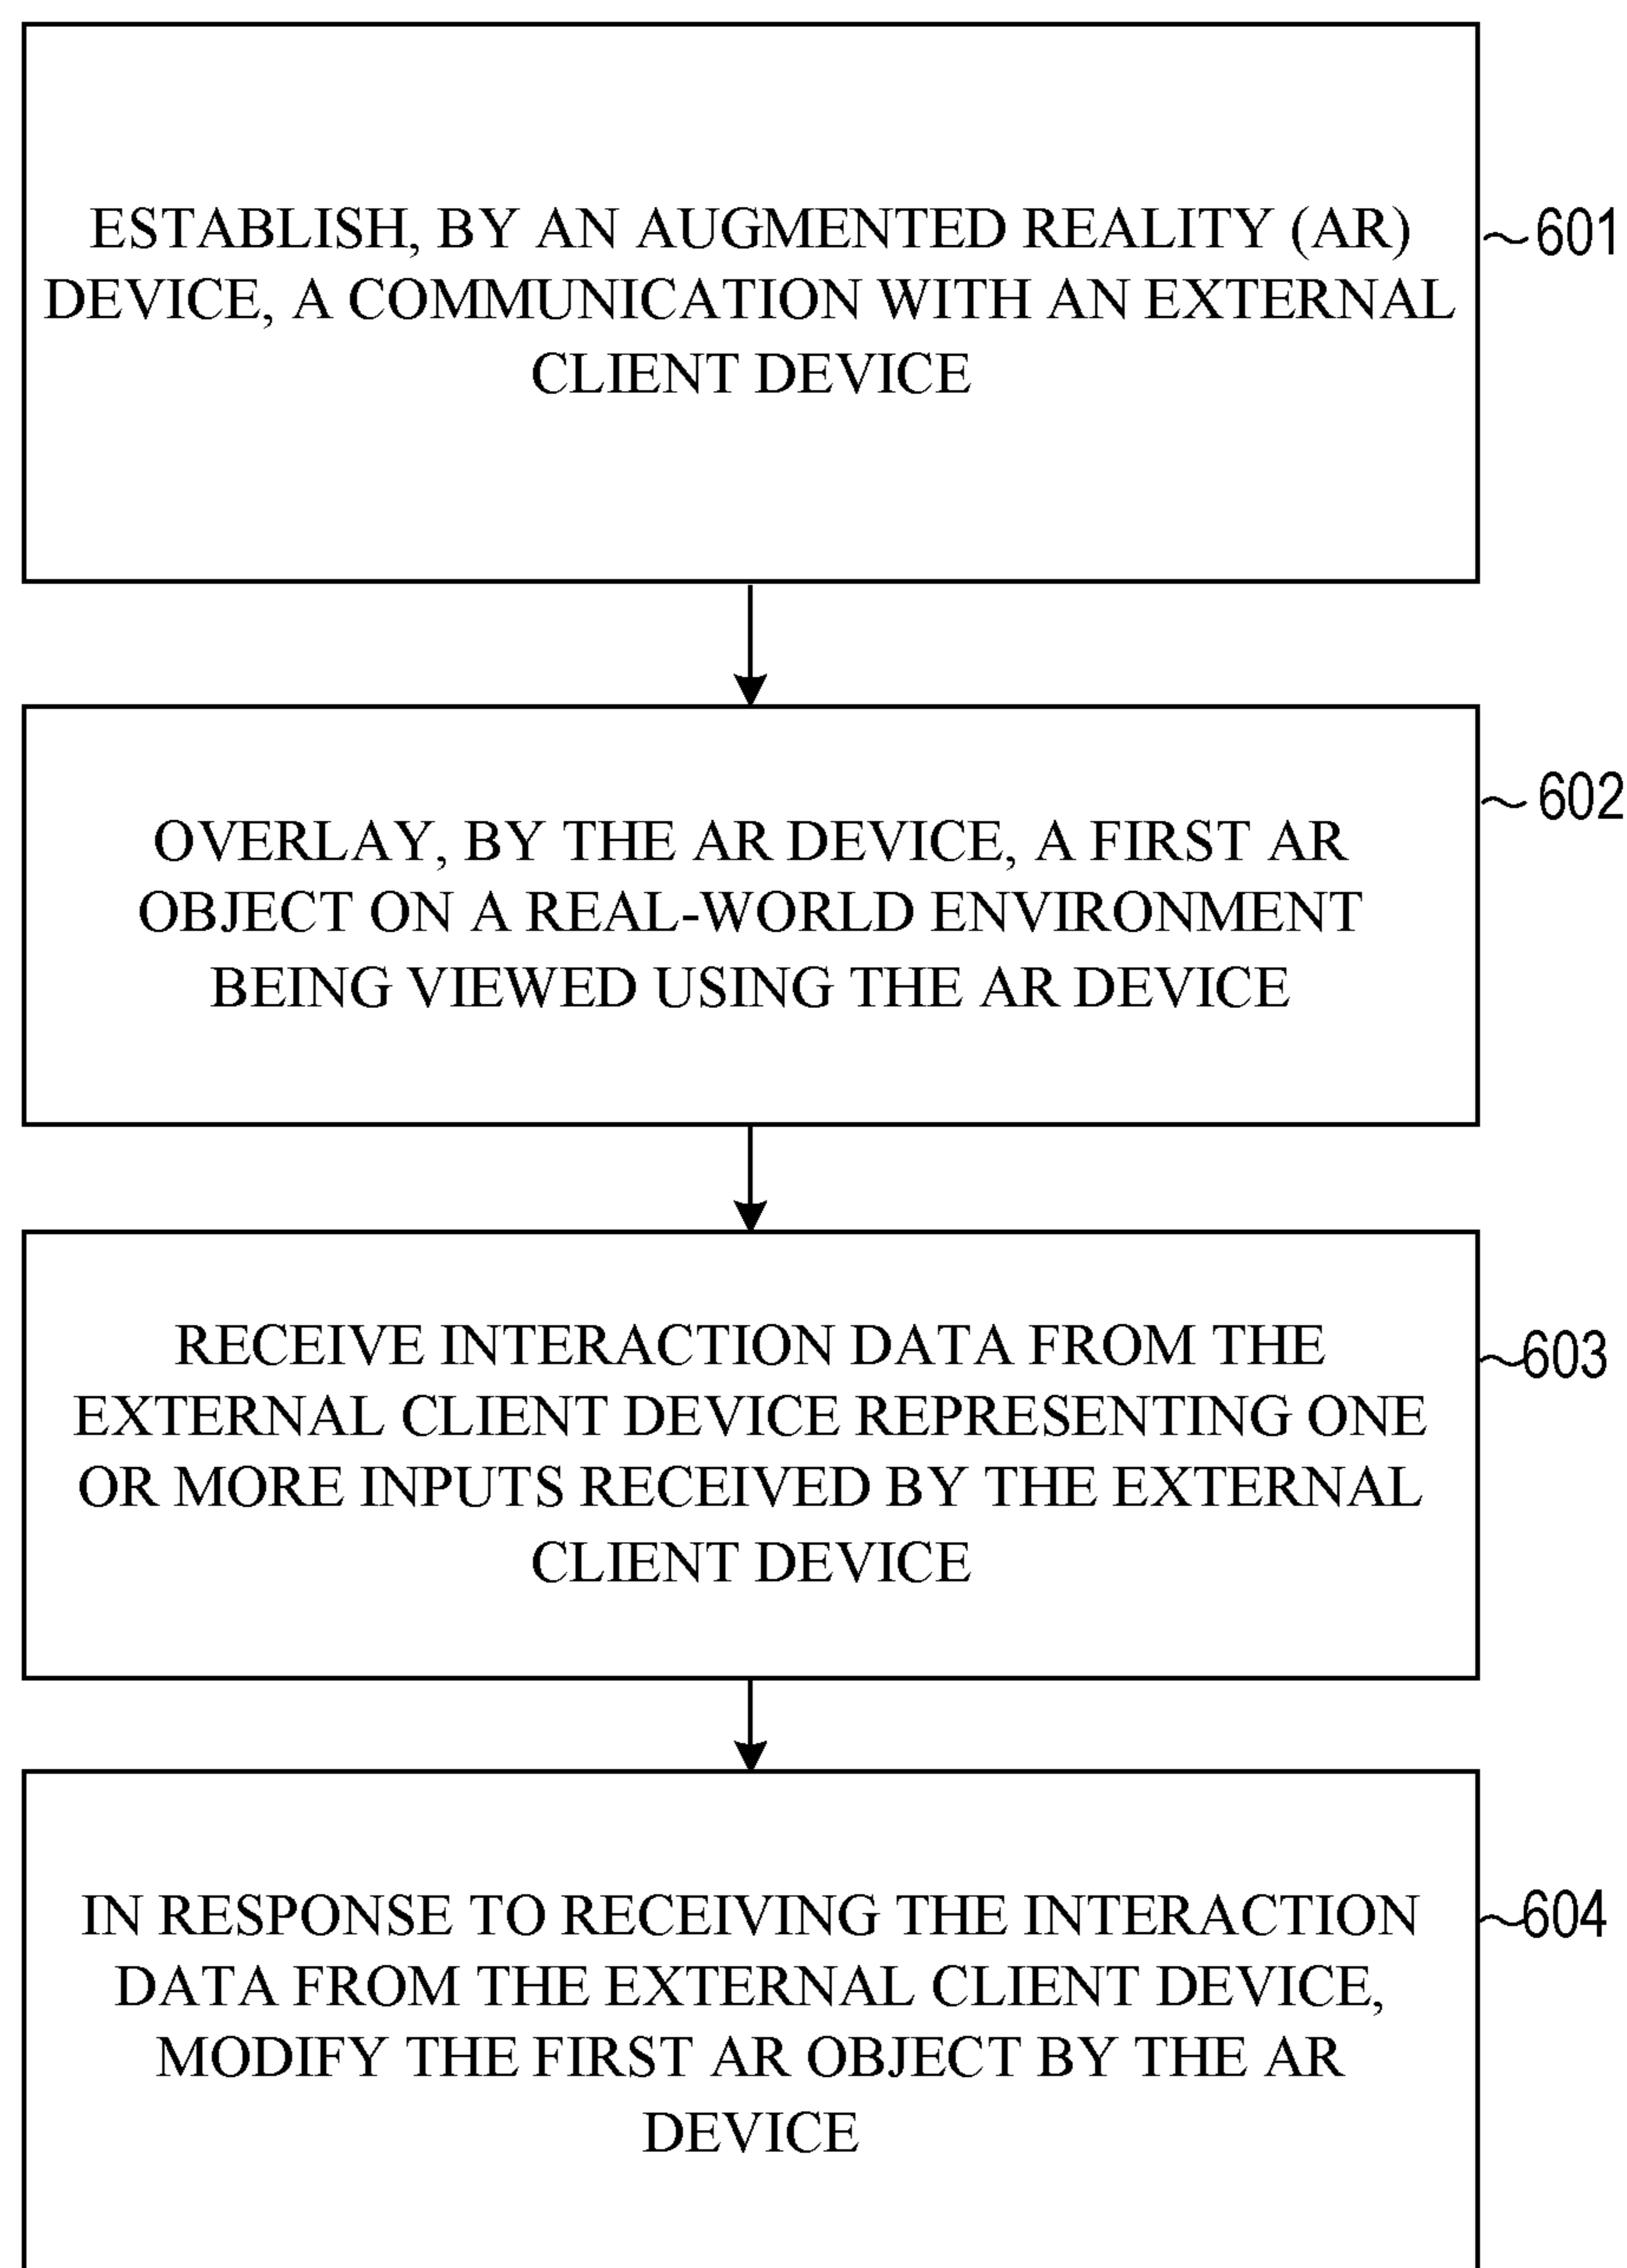 ESTABLISH, BY AN AUGMENTED REALITY (AR)
DEVICE, A COMMUNICATION WITH AN EXTERNAL
CLIENT DEVICE
601
OVERLAY, BY THE AR DEVICE, A FIRST AR
OBJECT ON A REAL-WORLD ENVIRONMENT
BEING VIEWED USING THE AR DEVICE
602
RECEIVE INTERACTION DATA FROM THE
EXTERNAL CLIENT DEVICE REPRESENTING ONE
OR MORE INPUTS RECEIVED BY THE EXTERNAL
CLIENT DEVICE
603
IN RESPONSE TO RECEIVING THE INTERACTION
DATA FROM THE EXTERNAL CLIENT DEVICE,
MODIFY THE FIRST AR OBJECT BY THE AR
DEVICE
604